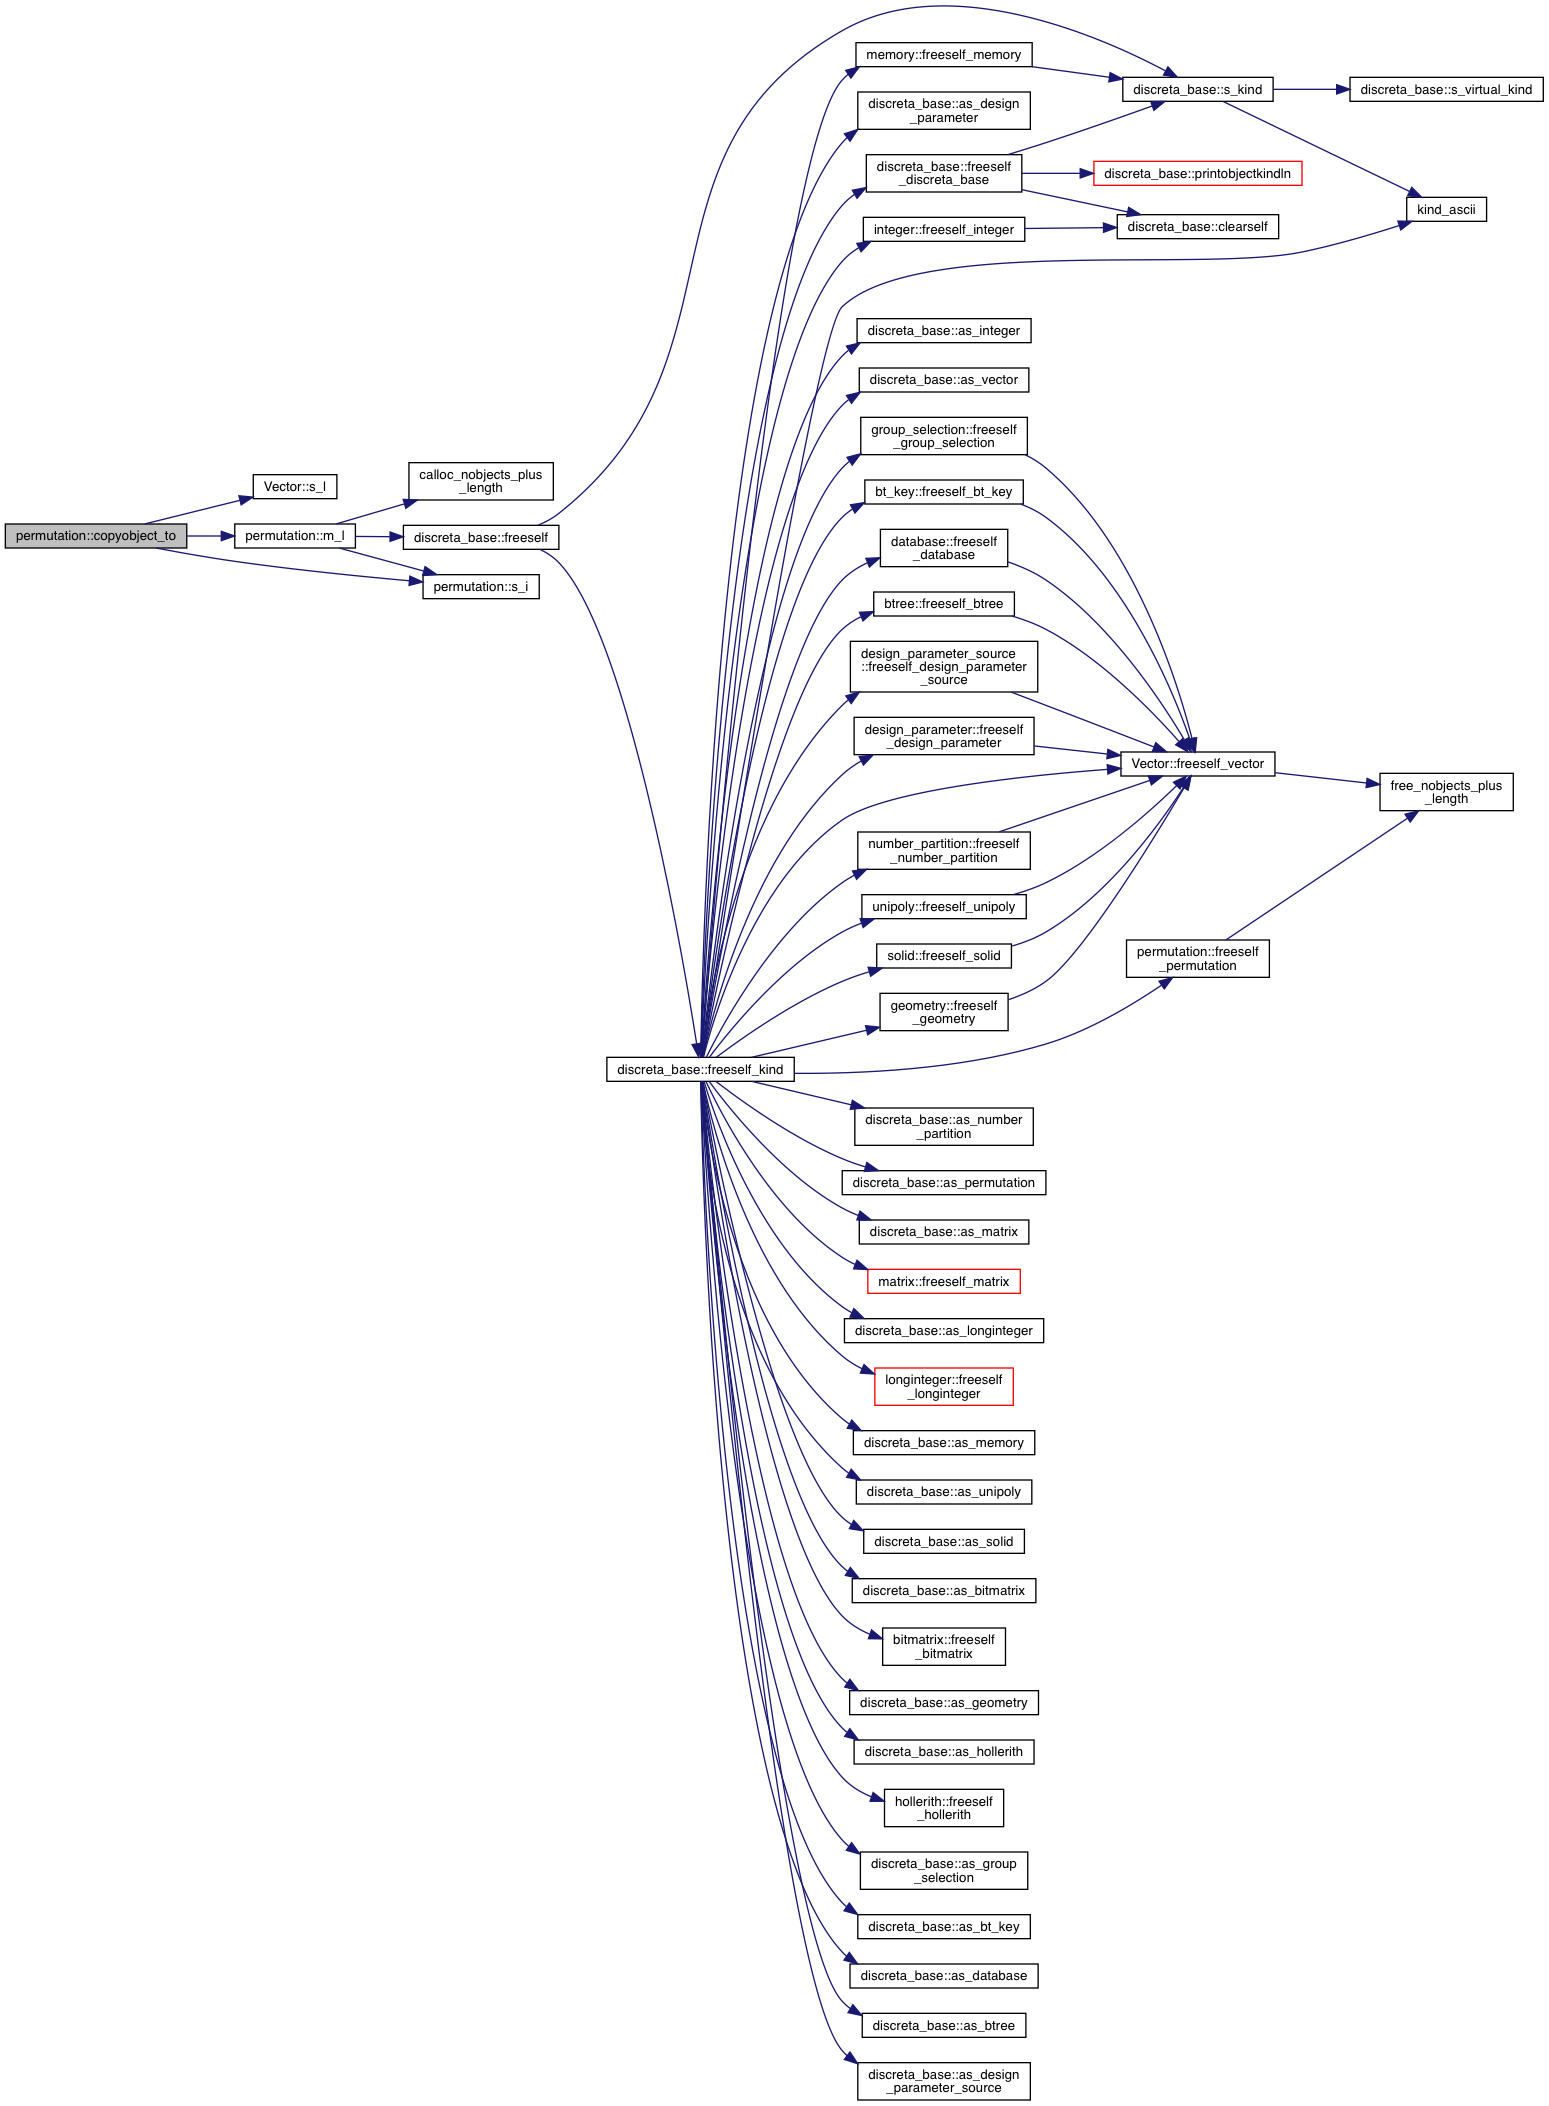 permutation::copyobject_to
Vector::s_l
permutation::m_l
calloc_nobjects_plus
_length
discreta_base::freeself
permutation::s_i
discreta_base::freeself_kind
memory::freeself_memory
discreta_base::as_design
_parameter
discreta_base::freeself
_discreta_base
integer::freeself_integer
discreta_base::as_integer
discreta_base::as_vector
group_selection::freeself
_group_selection
bt_key::freeself_bt_key
database::freeself
_database
btree::freeself_btree
design_parameter_source
::freeself_design_parameter
_source
design_parameter::freeself
_design_parameter
number_partition::freeself
_number_partition
unipoly::freeself_unipoly
solid::freeself_solid
geometry::freeself
_geometry
discreta_base::as_number
_partition
discreta_base::as_permutation
discreta_base::as_matrix
matrix::freeself_matrix
discreta_base::as_longinteger
longinteger::freeself
_longinteger
discreta_base::as_memory
discreta_base::as_unipoly
discreta_base::as_solid
discreta_base::as_bitmatrix
bitmatrix::freeself
_bitmatrix
discreta_base::as_geometry
discreta_base::as_hollerith
hollerith::freeself
_hollerith
discreta_base::as_group
_selection
discreta_base::as_bt_key
discreta_base::as_database
discreta_base::as_btree
discreta_base::as_design
_parameter_source
discreta_base::s_kind
discreta_base::printobjectkindln
discreta_base::clearself
Vector::freeself_vector
permutation::freeself
_permutation
discreta_base::s_virtual_kind
kind_ascii
free_nobjects_plus
_length